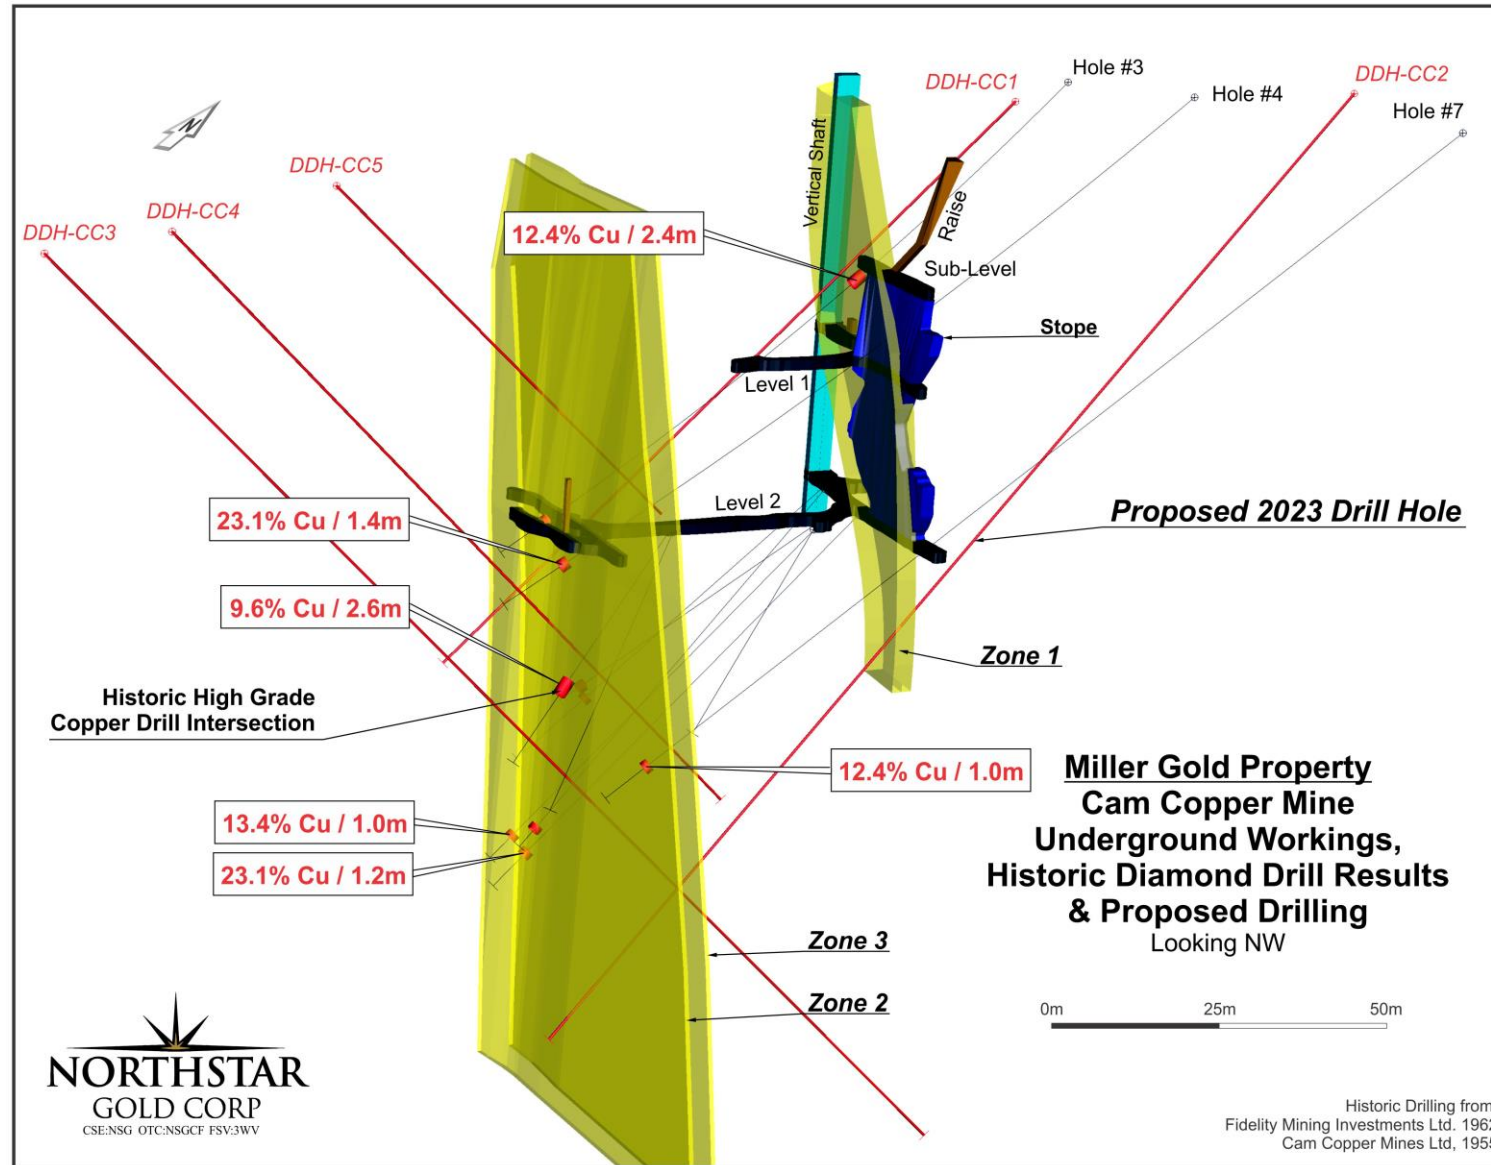 DDH-CC1
Hole #3
DDH-CC2
Hole #4
Hole #7
N
DDH-CC5
DDH-CC4
DDH-CC3
Vertical Shaft
Raise
12.4% Cu / 2.4m
Sub-Level
Stope
Level 1
Level 2
23.1% Cu / 1.4m
Proposed 2023 Drill Hole
9.6% Cu / 2.6m
Zone 1
Historic High Grade
Copper Drill Intersection
12.4% Cu / 1.0m
13.4% Cu / 1.0m
23.1% Cu / 1.2m
Miller Gold Property
Cam Copper Mine
Underground Workings,
Historic Diamond Drill Results
& Proposed Drilling
Looking NW
Zone 3
Zone 2
0m 25m 50m
NORTHSTAR
GOLD CORP
CSE:NSG OTC:NSGCF FSV:3WV
Historic Drilling from
Fidelity Mining Investments Ltd. 1962
Cam Copper Mines Ltd, 1955